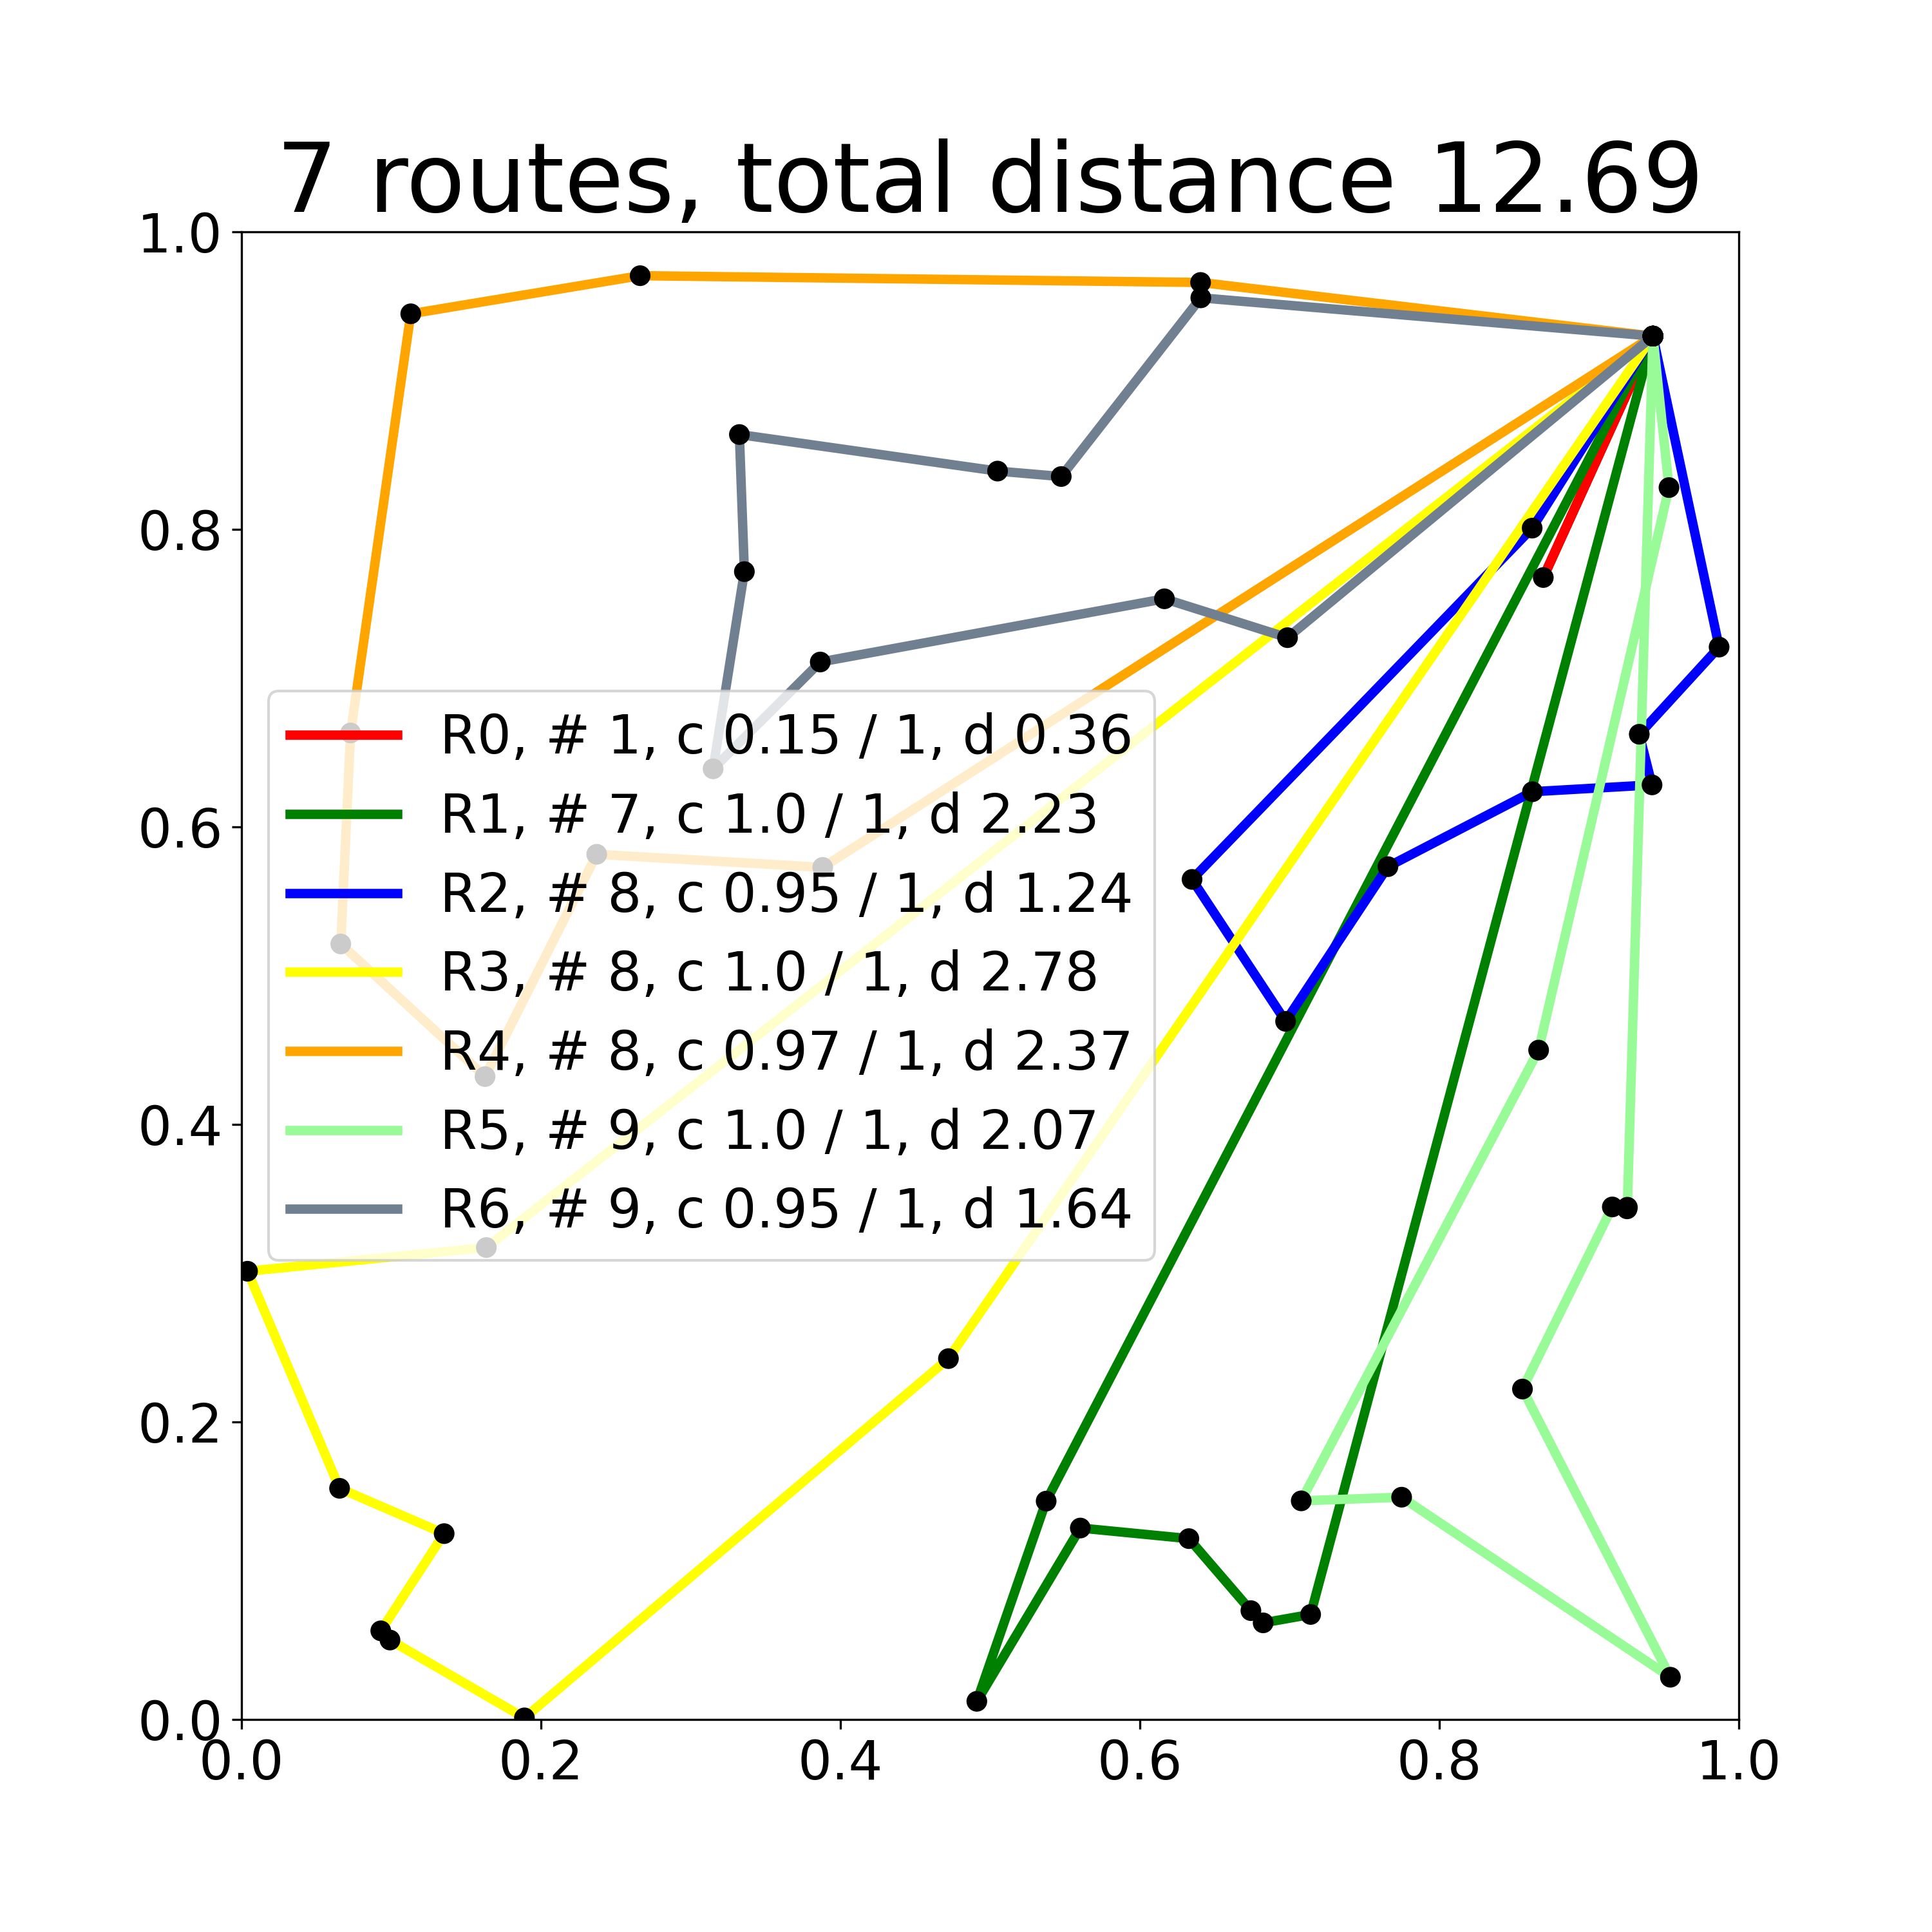 7 routes, total distance 12.69
1.0
0.8
0.6
0.4
0.2
0.0
R0, # 1, c 0.15 / 1, d 0.36
R1, # 7, c 1.0 / 1, d 2.23
R2, # 8, c 0.95 / 1, d 1.24
R3, # 8, c 1.0 / 1, d 2.78
R4, # 8, c 0.97 / 1, d 2.37
R5, # 9, c 1.0 / 1, d 2.07
R6, # 9, c 0.95 / 1, d 1.64
0.0 0.2 0.4 0.6 0.8 1.0